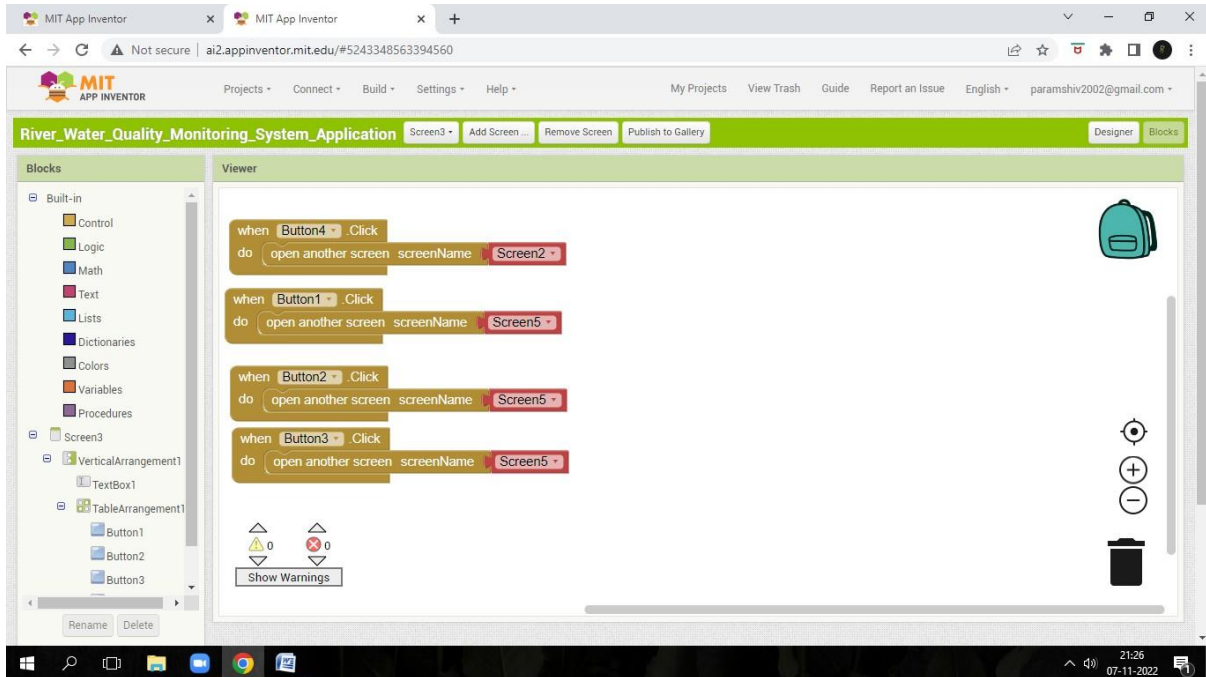 MIT App Inventor
MIT App Inventor
Not secure ai2.appinventor.mit.edu/#5243348563394560
MIT
APP INVENTOR
Projects Connect Build Settings Help My Projects View Trash Guide Report an Issue English paramshiv2002@gmail.com
River_Water_Quality_Monitoring_System_Application Screen3 Add Screen ... Remove Screen Publish to Gallery Designer Blocks
Blocks
Viewer
Built-in
Control
Logic
Math
Text
Lists
Dictionaries
Colors
Variables
Procedures
Screen3
VerticalArrangement1
TextBox1
TableArrangement1
Button1
Button2
Button3
Rename Delete
when Button4 .Click
do open another screen screenName Screen2
when Button1 .Click
do open another screen screenName Screen5
when Button2 .Click
do open another screen screenName Screen5
when Button3 .Click
do open another screen screenName Screen5
0 0
Show Warnings
21:26
07-11-2022